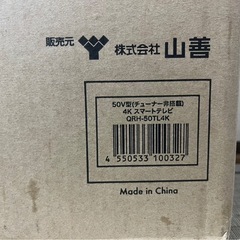 販売元 株式会社 山善
50V型(チューナー非搭載)
4K スマートテレビ
QRH-50TL4K
4 550533 100327
Made in China